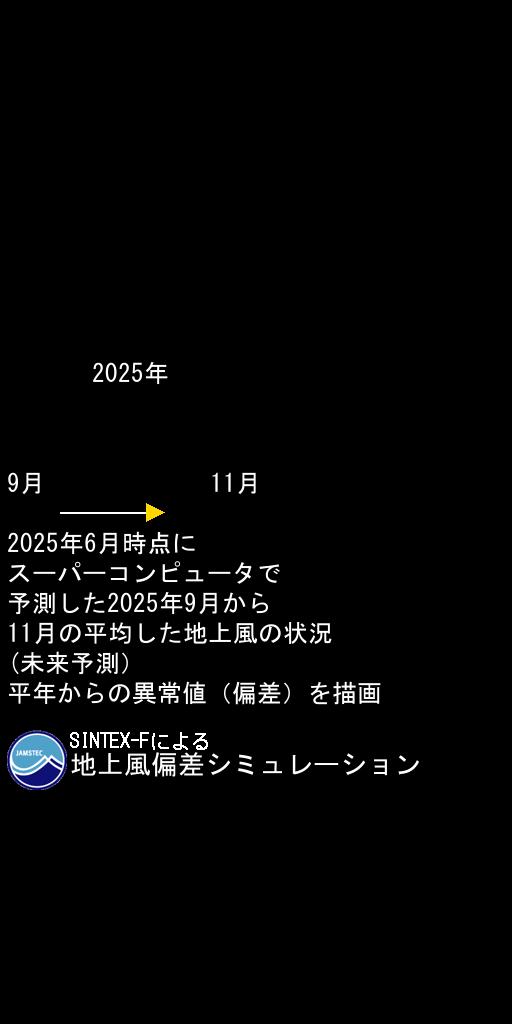 2025年
9月 11月
2025年6月時点に
スーパーコンピュータで
予測した2025年9月から
11月の平均した地上風の状況
(未来予測)
平年からの異常値（偏差）を描画
SINTEX-Fによる
JAMSTEC
地上風偏差シミュレーション